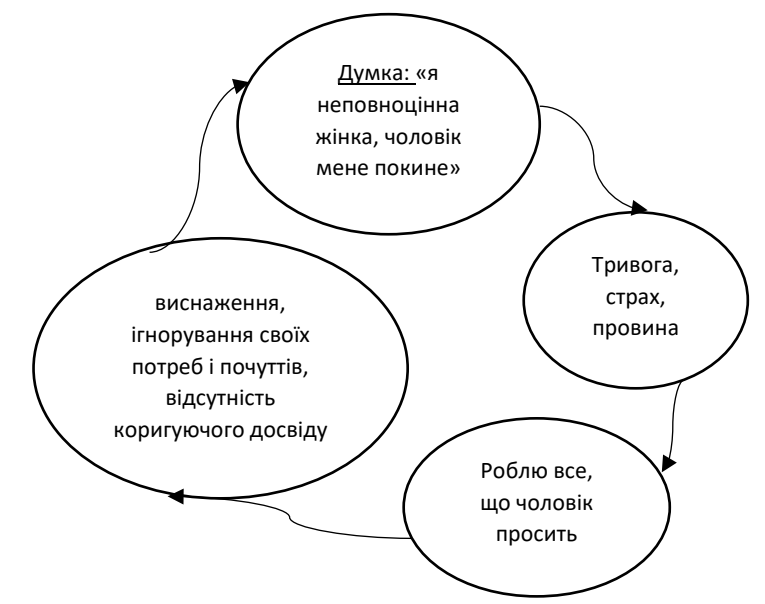 Думка: «я
неповноцінна
жінка, чоловік
мене покине»
Тривога,
страх,
провина
Роблю все,
що чоловік
просить
виснаження,
ігнорування своїх
потреб і почуттів,
відсутність
коригуючого досвіду